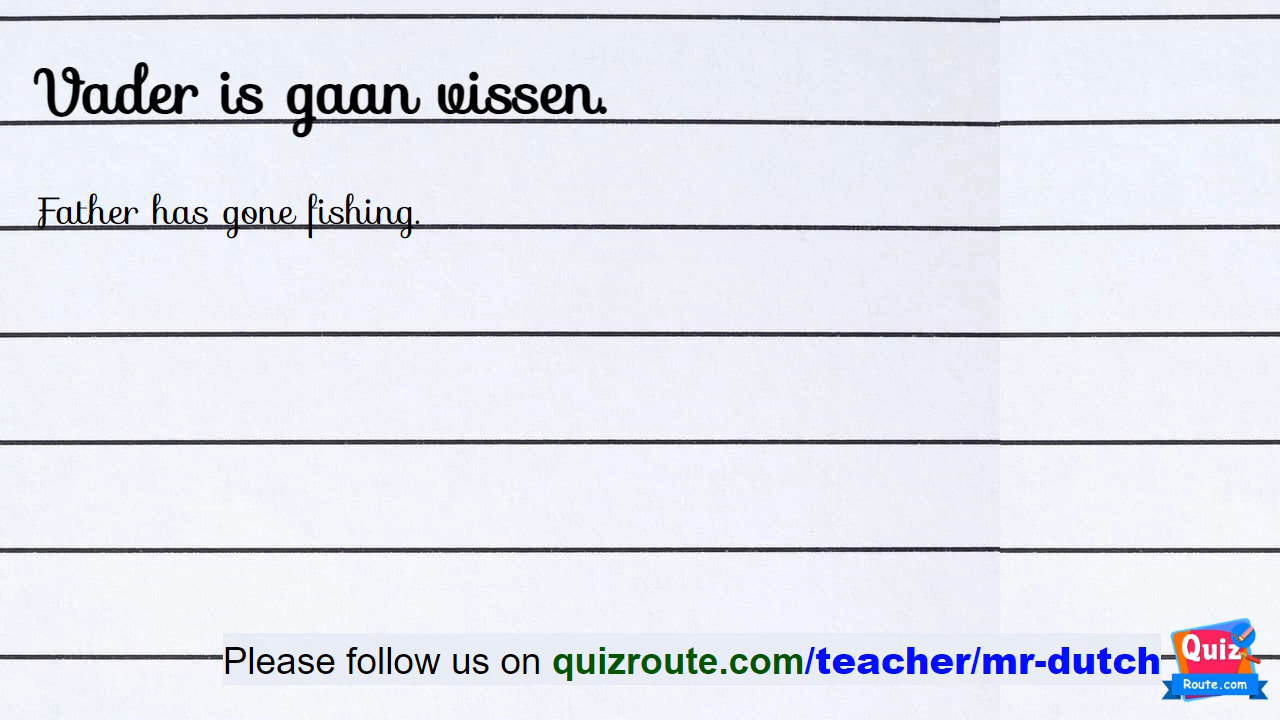 Vader is gaan vissen.
Father has gone fishing.
Please follow us on quizroute.com/teacher/mr-dutch
Quiz
Route.com